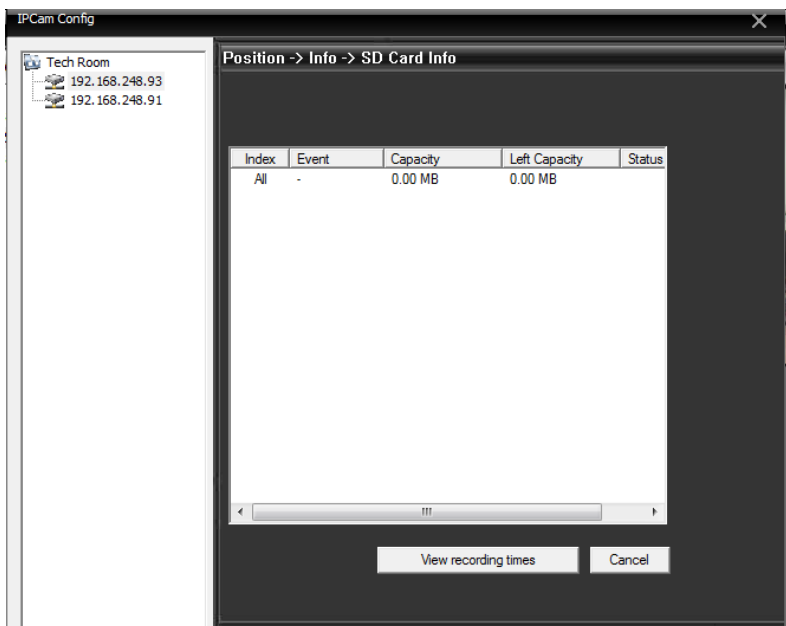 IPCam Config
Tech Room
192.168.248.93
192.168.248.91
Position -> Info -> SD Card Info
Index Event Capacity Left Capacity Status
All - 0.00 MB 0.00 MB
View recording times Cancel